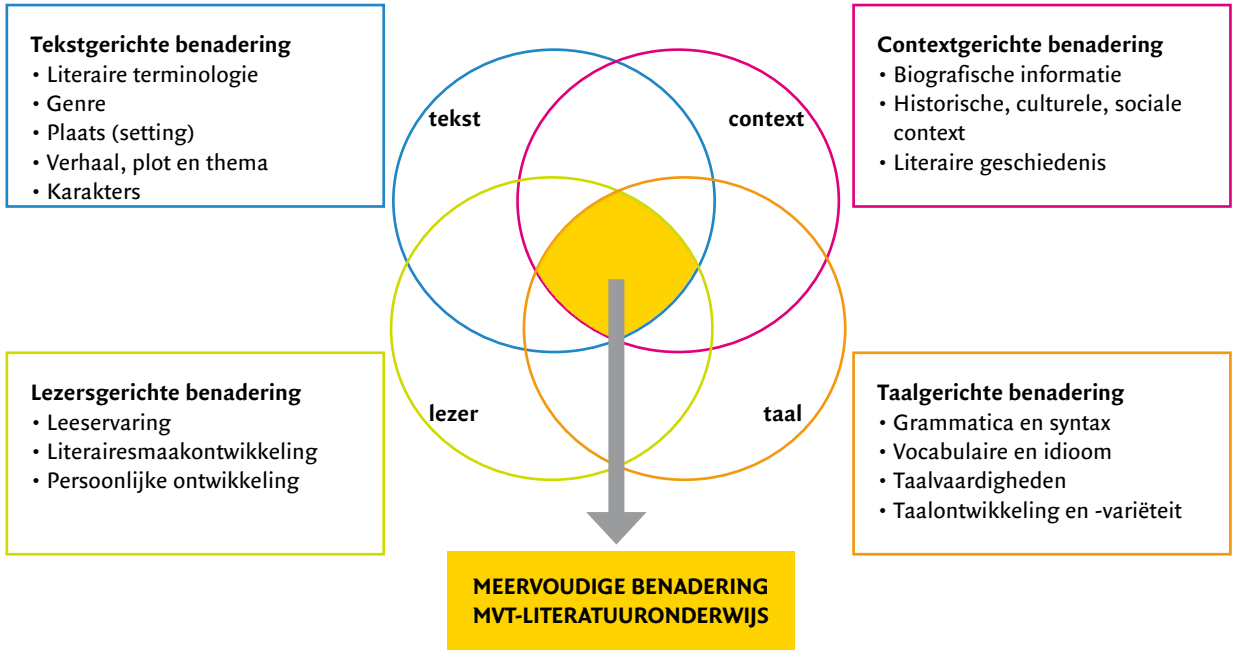 Tekstgerichte benadering
• Literaire terminologie
• Genre
• Plaats (setting)
• Verhaal, plot en thema
• Karakters
Contextgerichte benadering
• Biografische informatie
• Historische, culturele, sociale
context
• Literaire geschiedenis
tekst
context
lezer
taal
Lezersgerichte benadering
• Leeservaring
• Literairesmaakontwikkeling
• Persoonlijke ontwikkeling
Taalgerichte benadering
• Grammatica en syntax
• Vocabulaire en idioom
• Taalvaardigheden
• Taalontwikkeling en -variëteit
MEERVOUDIGE BENADERING
MVT-LITERATUURONDERWIJS